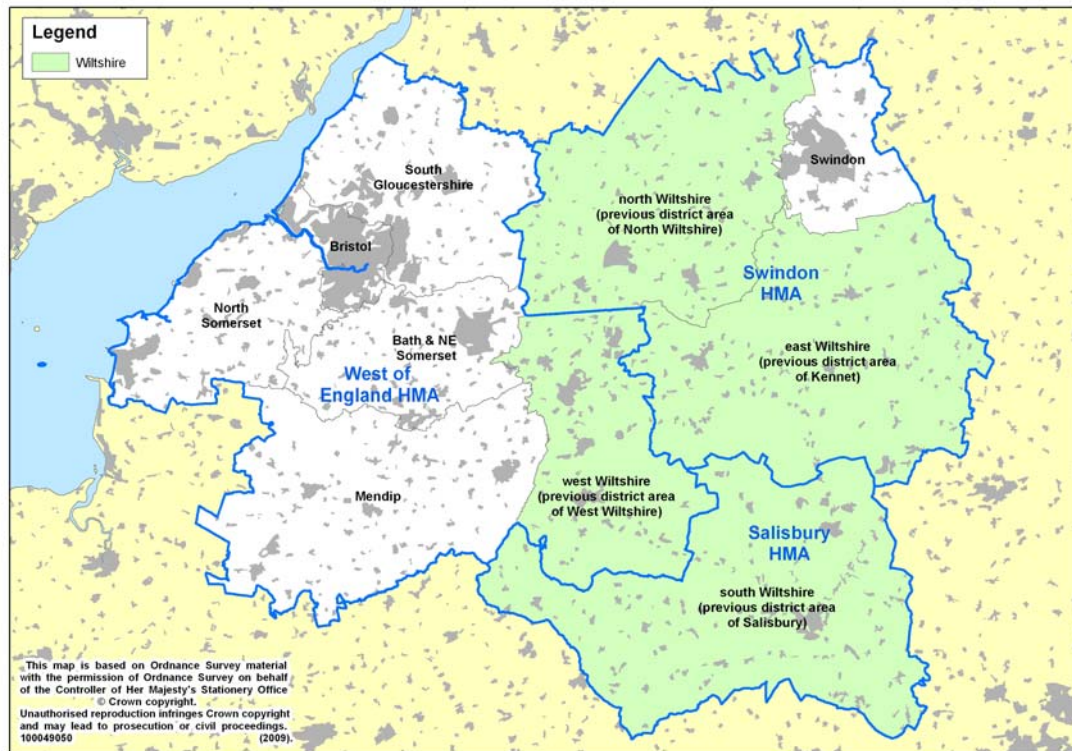 Legend
Wiltshire
South
Gloucestershire
Swindon
north Wiltshire
(previous district area
of North Wiltshire)
Bristol
Swindon
HMA
North
Somerset
Bath & NE
Somerset
east Wiltshire
(previous district area
of Kennet)
West of
England HMA
Mendip
west Wiltshire
(previous district area
of West Wiltshire)
Salisbury
HMA
south Wiltshire
(previous district area
of Salisbury)
This map is based on Ordnance Survey material
with the permission of Ordnance Survey on behalf
of the Controller of Her Majesty's Stationery Office
© Crown copyright.
Unauthorised reproduction infringes Crown copyright
and may lead to prosecution or civil proceedings.
100049050 (2009).